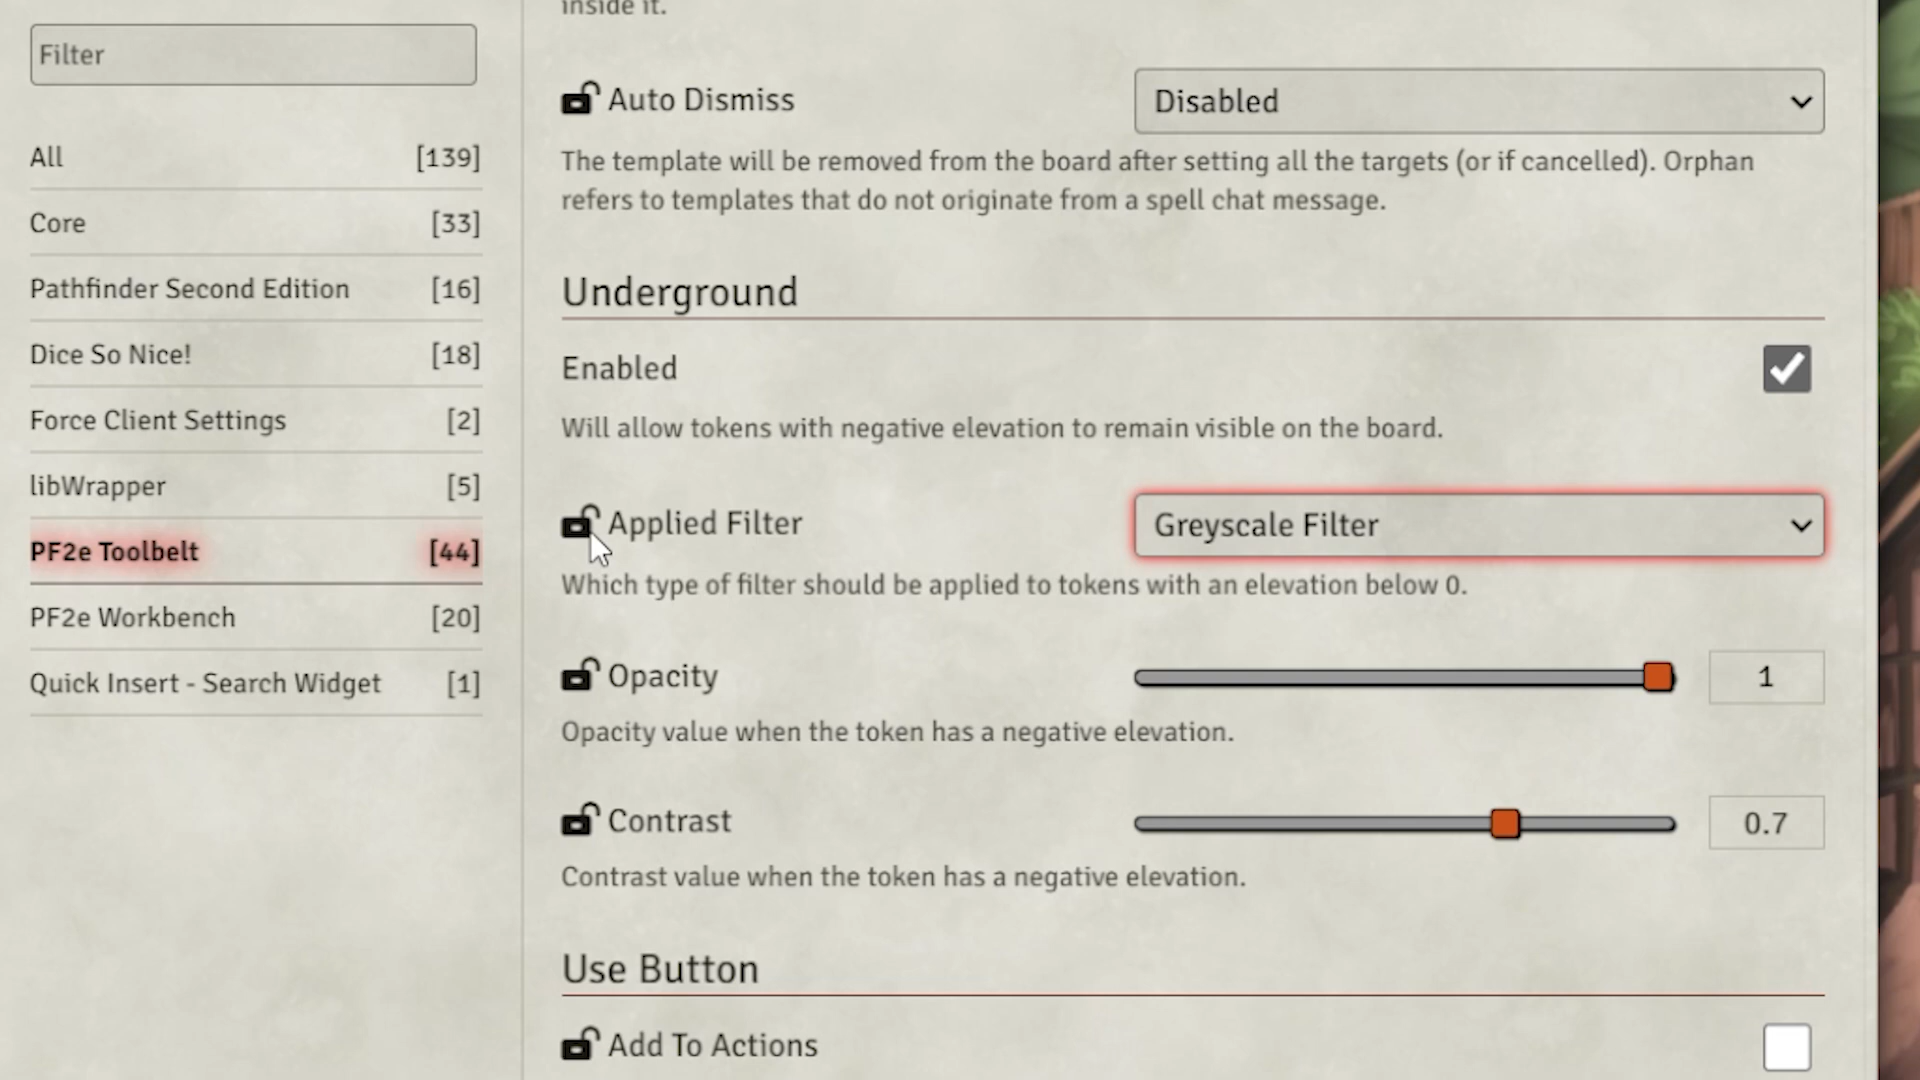 Filter
All [139]
Core [33]
Pathfinder Second Edition [16]
Dice So Nice! [18]
Force Client Settings [2]
libWrapper [5]
PF2e Toolbelt [44]
PF2e Workbench [20]
Quick Insert - Search Widget [1]
inside it.
Auto Dismiss Disabled
The template will be removed from the board after setting all the targets (or if cancelled). Orphan
refers to templates that do not originate from a spell chat message.
Underground
Enabled
Will allow tokens with negative elevation to remain visible on the board.
Applied Filter Greyscale Filter
Which type of filter should be applied to tokens with an elevation below 0.
Opacity 1
Opacity value when the token has a negative elevation.
Contrast 0.7
Contrast value when the token has a negative elevation.
Use Button
Add To Actions